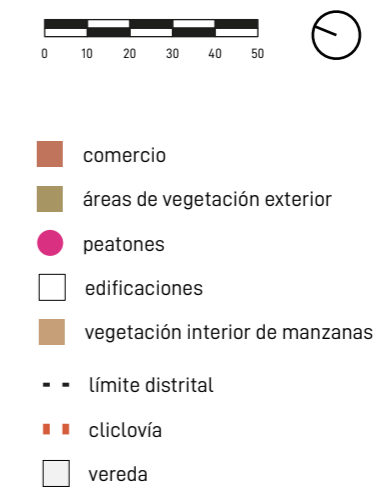 0 10 20 30 40 50
comercio
áreas de vegetación exterior
peatones
edificaciones
vegetación interior de manzanas
límite distrital
cliclovía
vereda